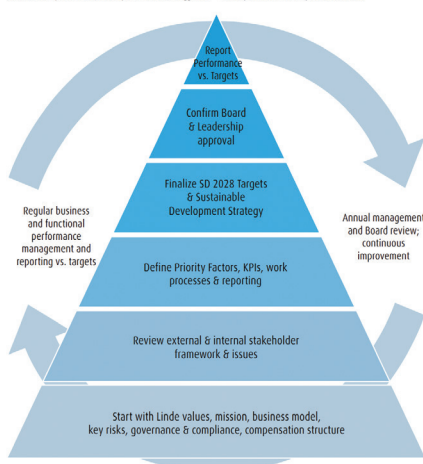 Report
Performance
vs. Targets
Confirm Board
& Leadership
approval
Finalize SD 2028 Targets
& Sustainable
Development Strategy
Regular business
and functional
performance
management and
reporting vs. targets
Annual management
and Board review;
continuous
improvement
Define Priority Factors, KPIs, work
processes & reporting
Review external & internal stakeholder
framework & issues
Start with Linde values, mission, business model,
key risks, governance & compliance, compensation structure